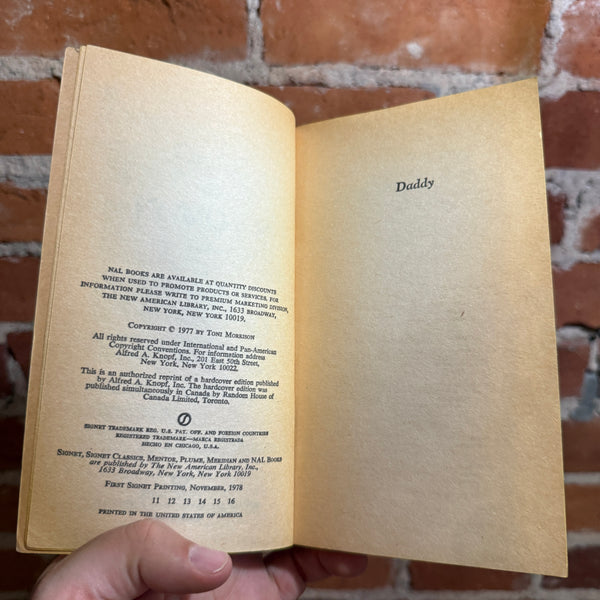 NAL BOOKS ARE AVAILABLE AT QUANTITY DISCOUNTS
WHEN USED TO PROMOTE PRODUCTS OR SERVICES. FOR
INFORMATION PLEASE WRITE TO PREMIUM MARKETING DIVISION,
THE NEW AMERICAN LIBRARY, INC., 1633 BROADWAY,
NEW YORK, NEW YORK 10019.
COPYRIGHT © 1977 BY TONI MORRISON
All rights reserved under International and Pan-American
Copyright Conventions. For information address
Alfred A. Knopf, Inc., 201 East 50th Street,
New York, New York 10022.
This is an authorized reprint of a hardcover edition published
by Alfred A. Knopf, Inc. The hardcover edition was
published simultaneously in Canada by Random House of
Canada Limited, Toronto.
SIGNET TRADEMARK REG. U.S. PAT. OFF. AND FOREIGN COUNTRIES
REGISTERED TRADEMARK—MARCA REGISTRADA
HECHO EN CHICAGO, U.S.A.
SIGNET, SIGNET CLASSICS, MENTOR, PLUME, MERIDIAN AND NAL BOOKS
are published by The New American Library, Inc.,
1633 Broadway, New York, New York 10019
FIRST SIGNET PRINTING, NOVEMBER, 1978
11 12 13 14 15 16
PRINTED IN THE UNITED STATES OF AMERICA
Daddy